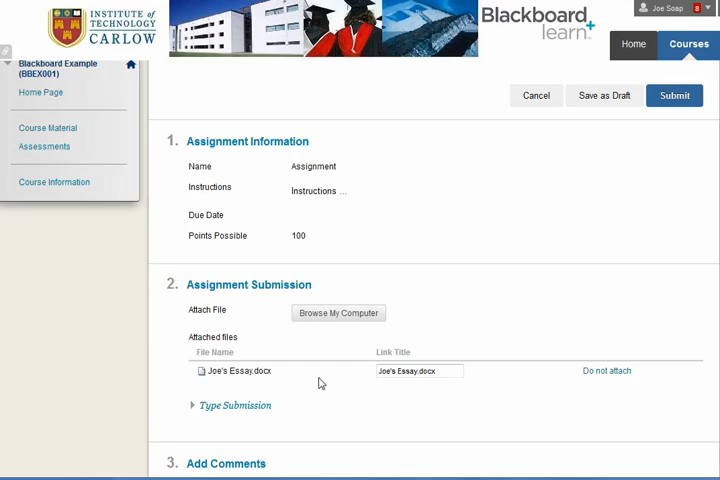 INSTITUTE of
TECHNOLOGY
CARLOW
Blackboard
learn+
Joe Soap 8
Home
Courses
Blackboard Example
(BBEX001)
Home Page
Course Material
Assessments
Course Information
Cancel
Save as Draft
Submit
1. Assignment Information
Name Assignment
Instructions Instructions ...
Due Date
Points Possible 100
2. Assignment Submission
Attach File Browse My Computer
Attached files
File Name Link Title
Joe's Essay.docx Joe's Essay.docx Do not attach
Type Submission
3. Add Comments